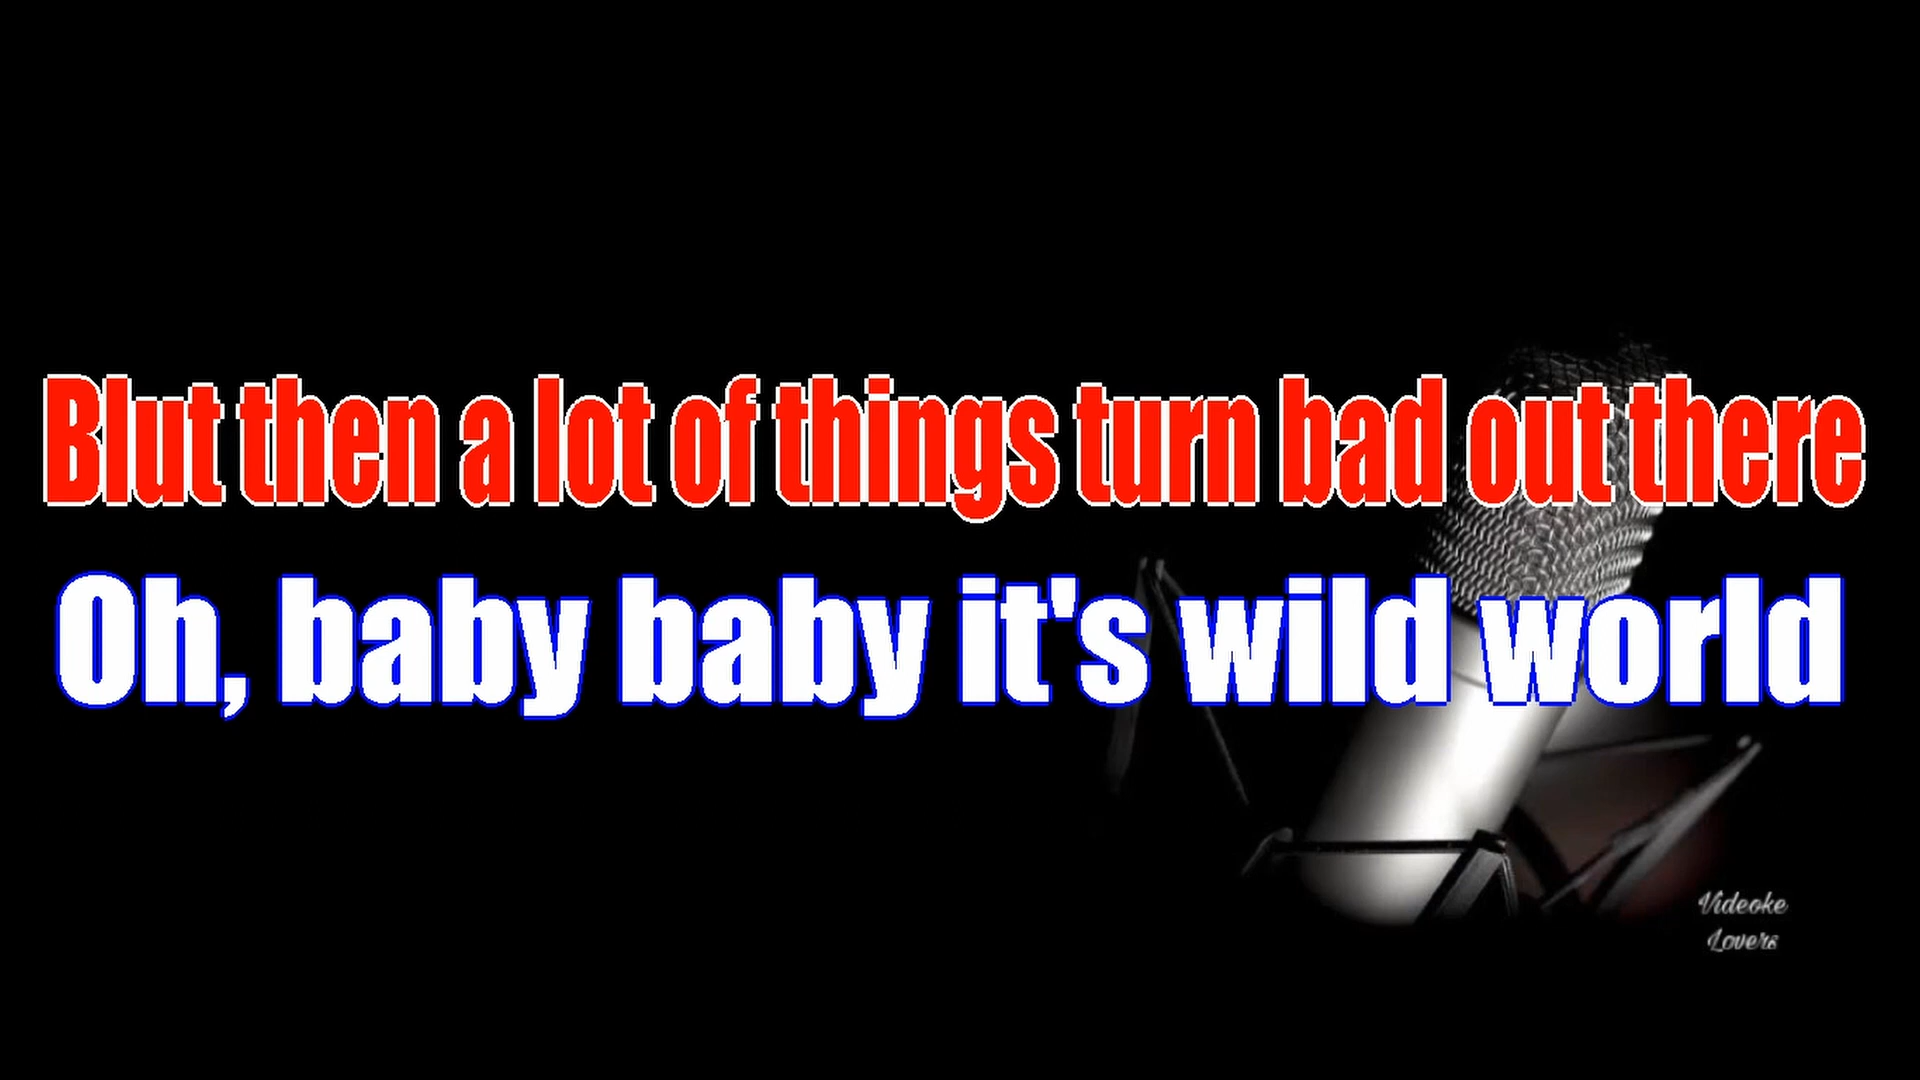 Blut then a lot of things turn bad out there
Oh, baby baby it's wild world
Videoke
Lovers